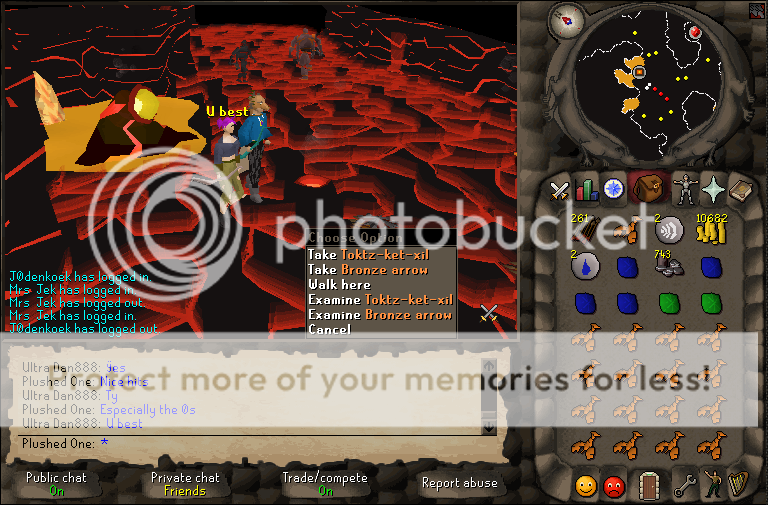 U best
261
2
10682
2
743
photobucket
Choose Option
Take Toktz-ket-xil
Take Bronze arrow
Walk here
Examine Toktz-ket-xil
Examine Bronze arrow
Cancel
J0denkoek has logged in.
Mrs Jek has logged in.
Mrs Jek has logged out.
Mrs Jek has logged in.
J0denkoek has logged out.
Protect more of your memories for less!
Ultra Dan888: Yes
Plushed One: Nice hits
Ultra Dan888: Ty
Plushed One: Especially the 0s
Ultra Dan888: U best
Plushed One: *
Public chat
On
Private chat
Friends
Trade/compete
On
Report abuse